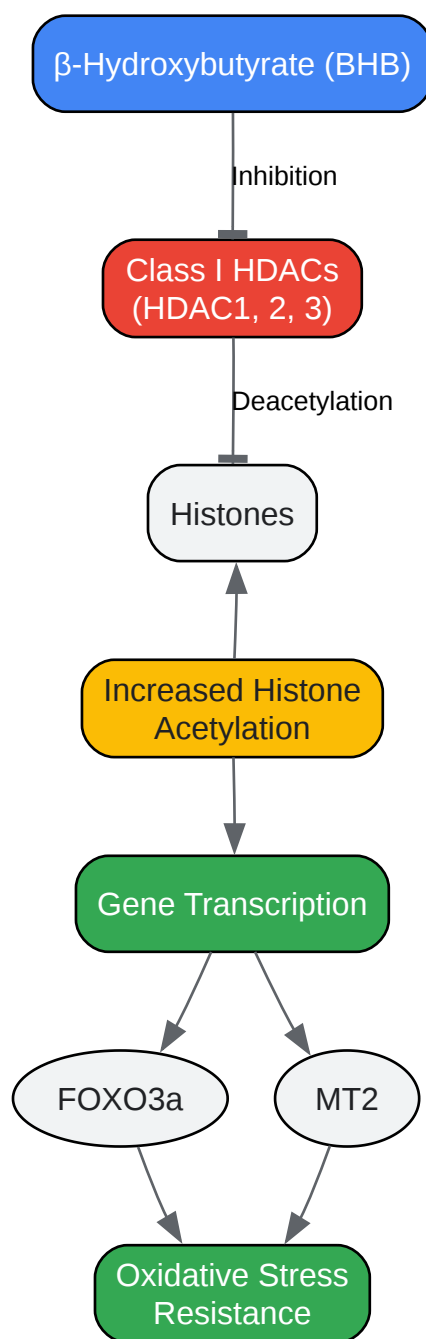 β-Hydroxybutyrate (BHB)
Inhibition
Class I HDACs
(HDAC1, 2, 3)
Deacetylation
Histones
Increased Histone
Acetylation
Gene Transcription
FOXO3a
MT2
Oxidative Stress
Resistance